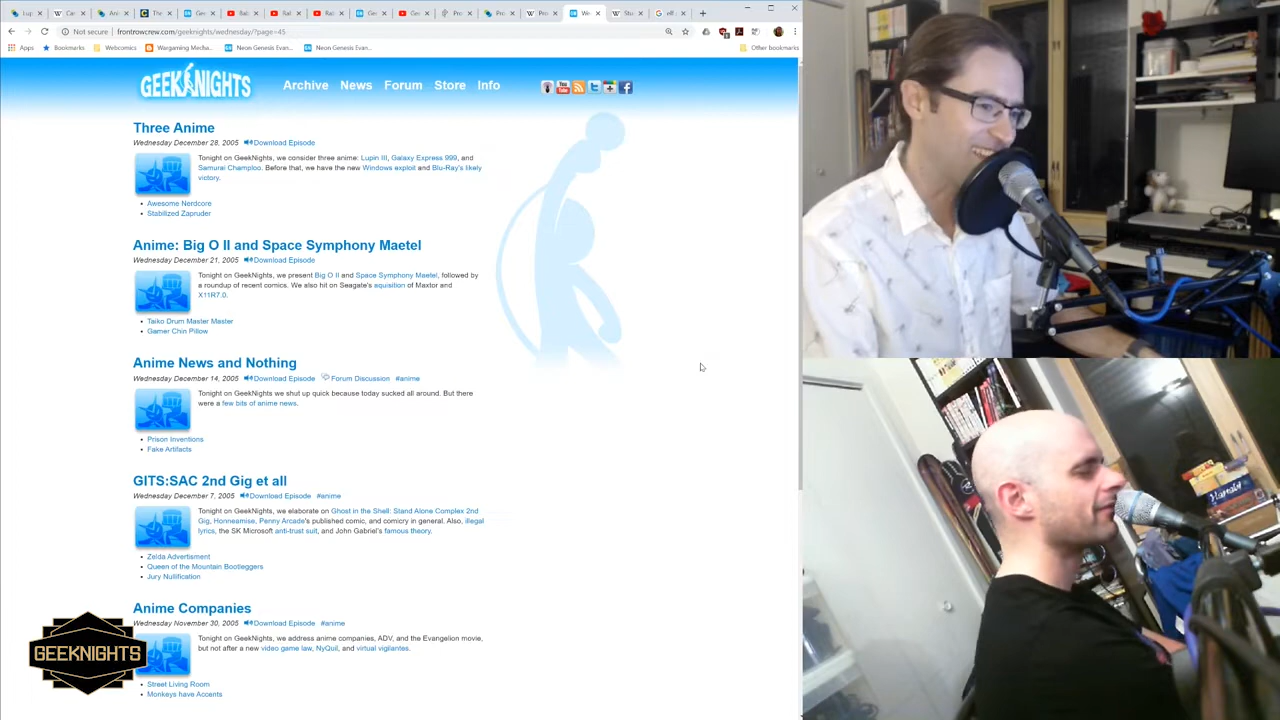 Not secure | frontrowcrew.com/geeknights/wednesday/?page=45
Apps Bookmarks Webcomics Wargaming Mecha... Neon Genesis Evan... Neon Genesis Evan... Other bookmarks
GEEKNIGHTS Archive News Forum Store Info
Three Anime
Wednesday December 28, 2005 Download Episode
Tonight on GeekNights, we consider three anime: Lupin III, Galaxy Express 999, and
Samurai Champloo. Before that, we have the new Windows exploit and Blu-Ray's likely
victory.
Awesome Nerdcore
Stabilized Zapruder
Anime: Big O II and Space Symphony Maetel
Wednesday December 21, 2005 Download Episode
Tonight on GeekNights, we present Big O II and Space Symphony Maetel, followed by
a roundup of recent comics. We also hit on Seagate's aquisition of Maxtor and
X11R7.0.
Taiko Drum Master Master
Gamer Chin Pillow
Anime News and Nothing
Wednesday December 14, 2005 Download Episode Forum Discussion #anime
Tonight on GeekNights we shut up quick because today sucked all around. But there
were a few bits of anime news.
Prison Inventions
Fake Artifacts
GITS:SAC 2nd Gig et all
Wednesday December 7, 2005 Download Episode #anime
Tonight on GeekNights, we elaborate on Ghost in the Shell: Stand Alone Complex 2nd
Gig, Honneamise, Penny Arcade's published comic, and comicry in general. Also, illegal
lyrics, the SK Microsoft anti-trust suit, and John Gabriel's famous theory.
Zelda Advertisment
Queen of the Mountain Bootleggers
Jury Nullification
Anime Companies
Wednesday November 30, 2005 Download Episode #anime
Tonight on GeekNights, we address anime companies, ADV, and the Evangelion movie,
but not after a new video game law, NyQuil, and virtual vigilantes.
Street Living Room
Monkeys have Accents
GEEKNIGHTS